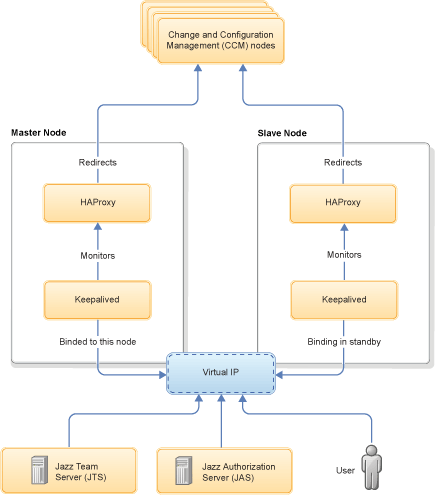 Change and Configuration
Management (CCM) nodes
Master Node
Slave Node
Redirects
Redirects
HAProxy
HAProxy
Monitors
Monitors
Keepalived
Keepalived
Binded to this node
Binding in standby
Virtual IP
Jazz Team
Server (JTS)
Jazz Authorization
Server (JAS)
User